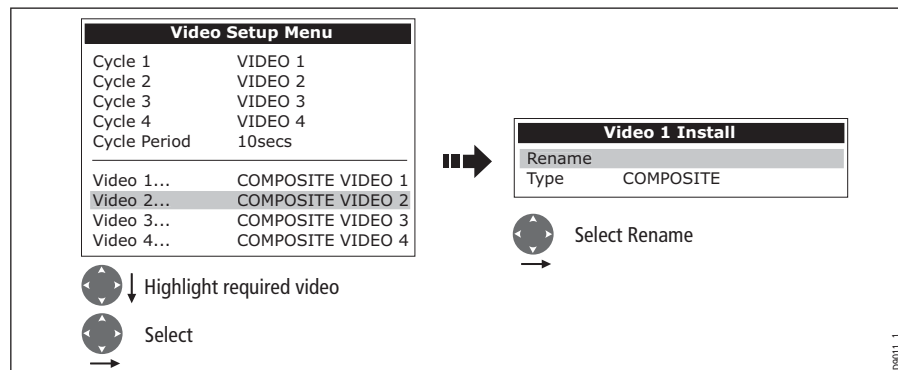 Video Setup Menu
Cycle 1 VIDEO 1
Cycle 2 VIDEO 2
Cycle 3 VIDEO 3
Cycle 4 VIDEO 4
Cycle Period 10secs
Video 1... COMPOSITE VIDEO 1
Video 2... COMPOSITE VIDEO 2
Video 3... COMPOSITE VIDEO 3
Video 4... COMPOSITE VIDEO 4
Highlight required video
Select
Video 1 Install
Rename
Type COMPOSITE
Select Rename
D9011_1